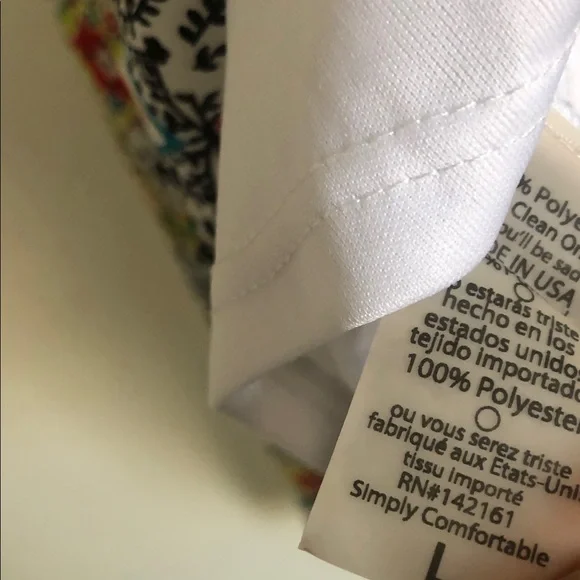 % Polye
Clean On
ou'll be sad
DE IN USA
estarás triste
hecho en los
estados unidos
tejido importado
100% Polyester
ou vous serez triste
fabriqué aux Etats-Uni
tissu importé
RN#142161
Simply Comfortable
L